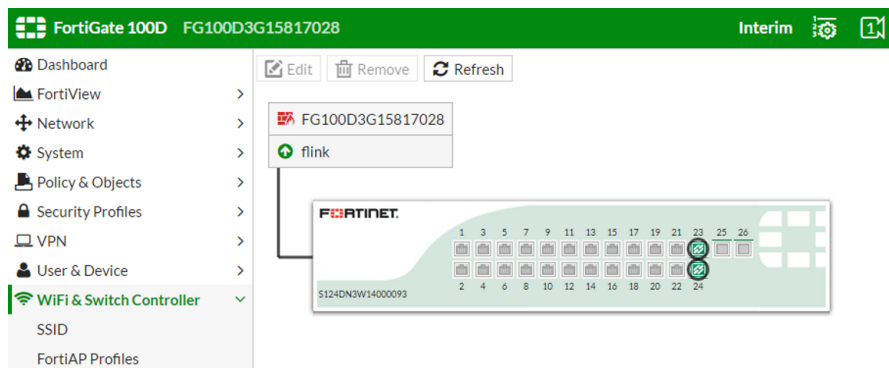 FortiGate 100D FG100D3G15817028 Interim 1
Dashboard
Edit Remove Refresh
FortiView
Network
FG100D3G15817028
System
flink
Policy & Objects
Security Profiles
FORTINET.
1 3 5 7 9 11 13 15 17 19 21 23 25 26
VPN
User & Device
2 4 6 8 10 12 14 16 18 20 22 24
S124DN3W14000093
WiFi & Switch Controller
SSID
FortiAP Profiles